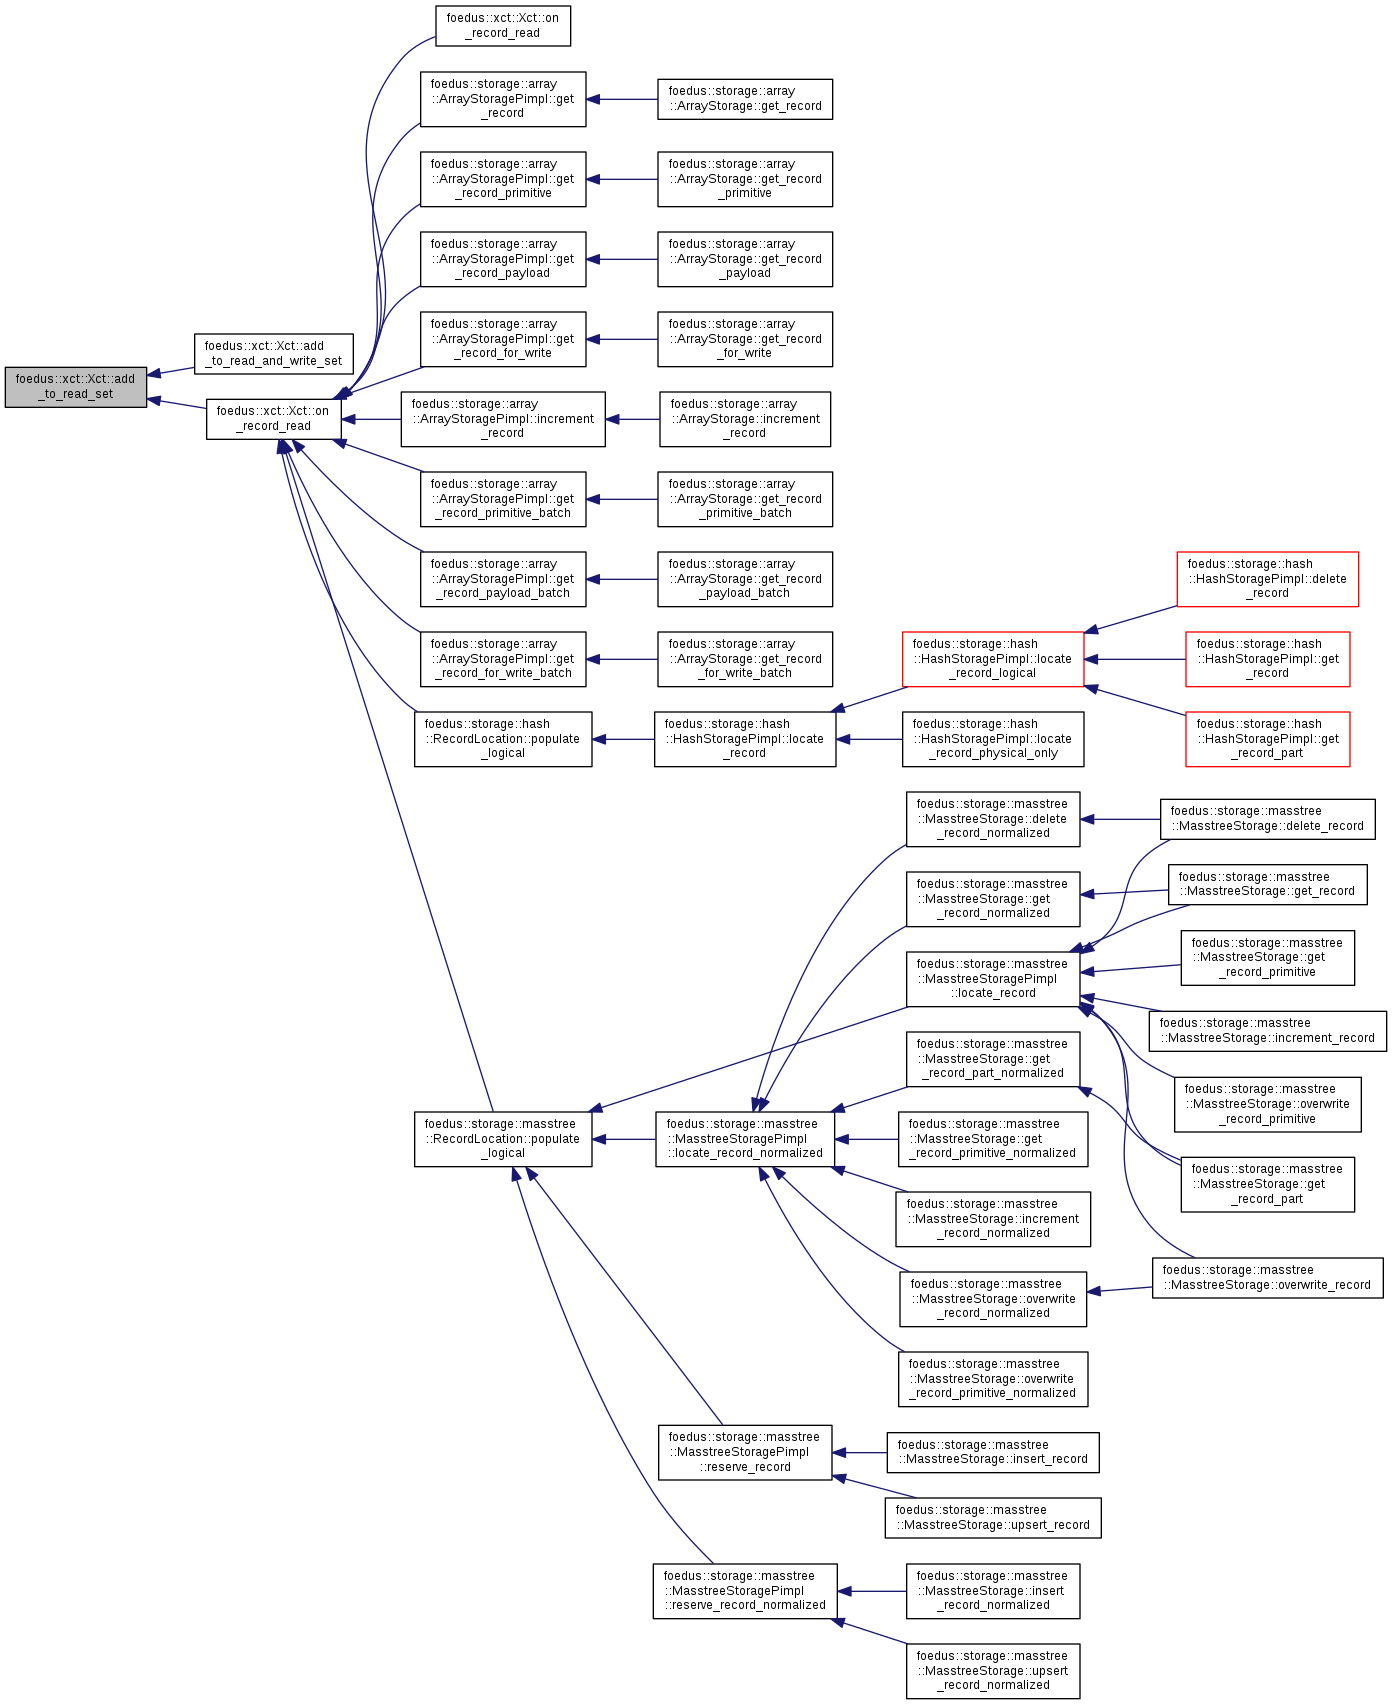 foedus::xct::Xct::add
_to_read_set
foedus::xct::Xct::add
_to_read_and_write_set
foedus::xct::Xct::on
_record_read
foedus::xct::Xct::on
_record_read
foedus::storage::array
::ArrayStoragePimpl::get
_record
foedus::storage::array
::ArrayStorage::get_record
foedus::storage::array
::ArrayStoragePimpl::get
_record_primitive
foedus::storage::array
::ArrayStorage::get_record
_primitive
foedus::storage::array
::ArrayStoragePimpl::get
_record_payload
foedus::storage::array
::ArrayStorage::get_record
_payload
foedus::storage::array
::ArrayStoragePimpl::get
_record_for_write
foedus::storage::array
::ArrayStorage::get_record
_for_write
foedus::storage::array
::ArrayStoragePimpl::increment
_record
foedus::storage::array
::ArrayStorage::increment
_record
foedus::storage::array
::ArrayStoragePimpl::get
_record_primitive_batch
foedus::storage::array
::ArrayStorage::get_record
_primitive_batch
foedus::storage::array
::ArrayStoragePimpl::get
_record_payload_batch
foedus::storage::array
::ArrayStorage::get_record
_payload_batch
foedus::storage::array
::ArrayStoragePimpl::get
_record_for_write_batch
foedus::storage::array
::ArrayStorage::get_record
_for_write_batch
foedus::storage::hash
::RecordLocation::populate
_logical
foedus::storage::hash
::HashStoragePimpl::locate
_record
foedus::storage::hash
::HashStoragePimpl::locate
_record_logical
foedus::storage::hash
::HashStoragePimpl::locate
_record_physical_only
foedus::storage::hash
::HashStoragePimpl::delete
_record
foedus::storage::hash
::HashStoragePimpl::get
_record
foedus::storage::hash
::HashStoragePimpl::get
_record_part
foedus::storage::masstree
::RecordLocation::populate
_logical
foedus::storage::masstree
::MasstreeStoragePimpl
::locate_record_normalized
foedus::storage::masstree
::MasstreeStorage::delete
_record_normalized
foedus::storage::masstree
::MasstreeStorage::get
_record_normalized
foedus::storage::masstree
::MasstreeStoragePimpl
::locate_record
foedus::storage::masstree
::MasstreeStorage::get
_record_part_normalized
foedus::storage::masstree
::MasstreeStorage::get
_record_primitive_normalized
foedus::storage::masstree
::MasstreeStorage::increment
_record_normalized
foedus::storage::masstree
::MasstreeStorage::overwrite
_record_normalized
foedus::storage::masstree
::MasstreeStorage::overwrite
_record_primitive_normalized
foedus::storage::masstree
::MasstreeStorage::delete_record
foedus::storage::masstree
::MasstreeStorage::get_record
foedus::storage::masstree
::MasstreeStorage::get
_record_primitive
foedus::storage::masstree
::MasstreeStorage::increment_record
foedus::storage::masstree
::MasstreeStorage::overwrite
_record_primitive
foedus::storage::masstree
::MasstreeStorage::get
_record_part
foedus::storage::masstree
::MasstreeStorage::overwrite_record
foedus::storage::masstree
::MasstreeStoragePimpl
::reserve_record
foedus::storage::masstree
::MasstreeStorage::insert_record
foedus::storage::masstree
::MasstreeStorage::upsert_record
foedus::storage::masstree
::MasstreeStoragePimpl
::reserve_record_normalized
foedus::storage::masstree
::MasstreeStorage::insert
_record_normalized
foedus::storage::masstree
::MasstreeStorage::upsert
_record_normalized